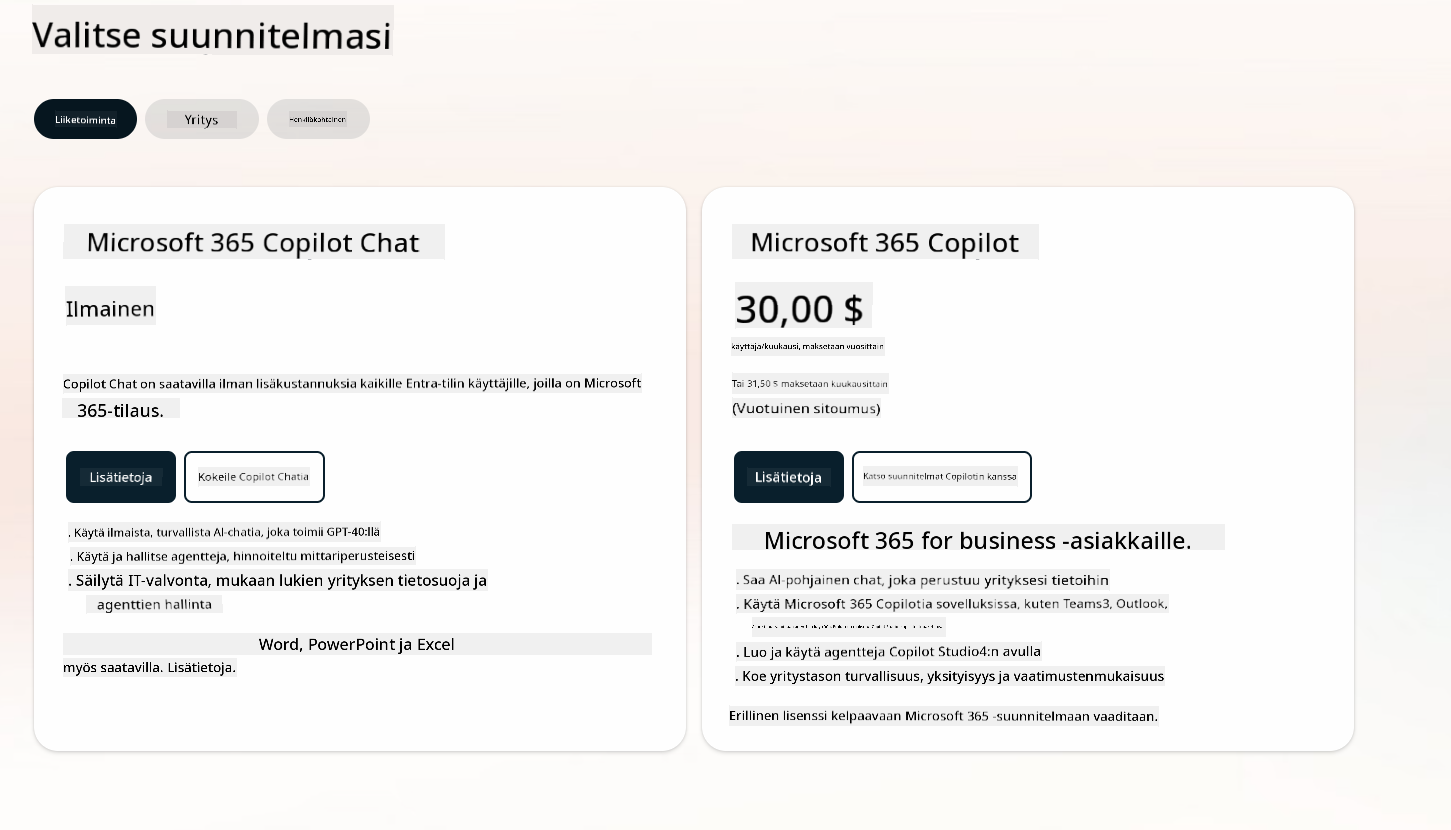 Valitse suunnitelmasi
Liiketoiminta
Yritys
Henkilökohtainen
Microsoft 365 Copilot Chat
Ilmainen
Copilot Chat on saatavilla ilman lisäkustannuksia kaikille Entra-tilin käyttäjille, joilla on Microsoft
365-tilaus.
Lisätietoja
Kokeile Copilot Chatia
. Käytä ilmaista, turvallista AI-chatia, joka toimii GPT-40:llä
. Käytä ja hallitse agentteja, hinnoiteltu mittariperusteisesti
. Säilytä IT-valvonta, mukaan lukien yrityksen tietosuoja ja
agenttien hallinta
Word, PowerPoint ja Excel
myös saatavilla. Lisätietoja.
Microsoft 365 Copilot
30,00 $
käyttäjä/kuukausi, maksetaan vuosittain
Tai 31,50 $ maksetaan kuukausittain
(Vuotuinen sitoumus)
Lisätietoja
Katso suunnitelmat Copilotin kanssa
Microsoft 365 for business -asiakkaille.
. Saa AI-pohjainen chat, joka perustuu yrityksesi tietoihin
. Käytä Microsoft 365 Copilotia sovelluksissa, kuten Teams3, Outlook,
. Luo ja käytä agentteja Copilot Studio4:n avulla
. Koe yritystason turvallisuus, yksityisyys ja vaatimustenmukaisuus
Erillinen lisenssi kelpaavaan Microsoft 365 -suunnitelmaan vaaditaan.